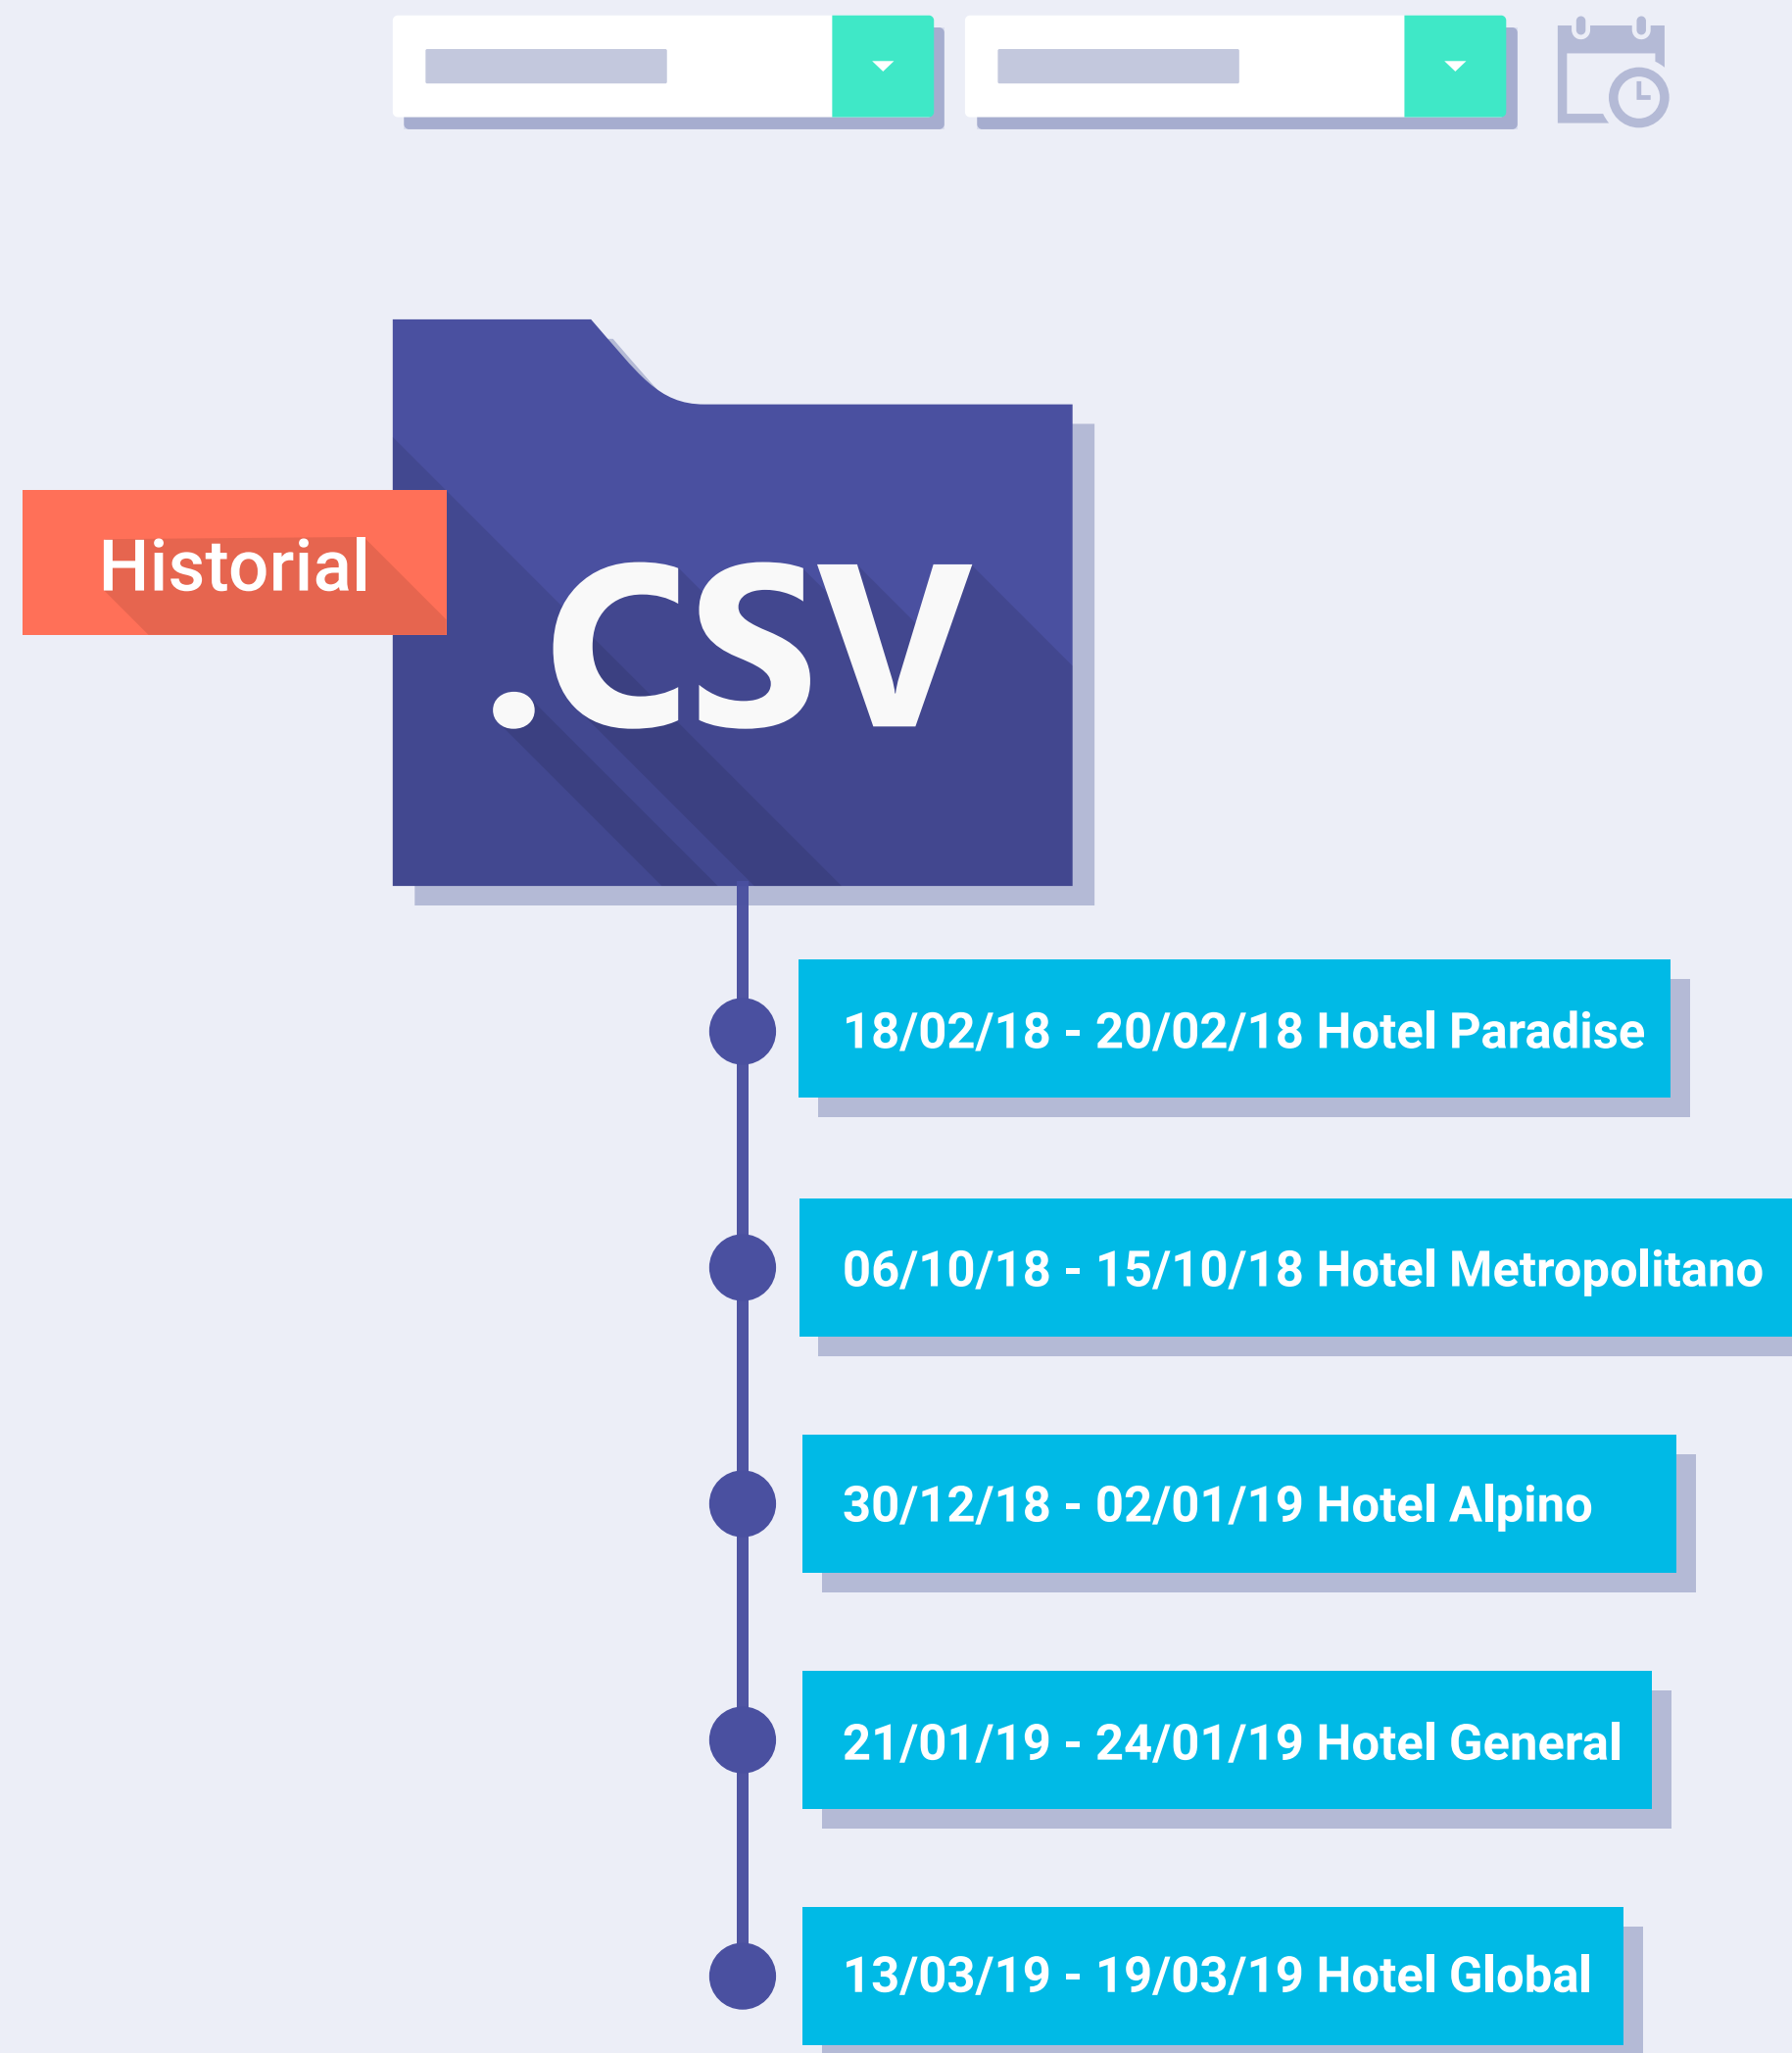 Historial
.CSV
18/02/18 - 20/02/18 Hotel Paradise
06/10/18 - 15/10/18 Hotel Metropolitano
30/12/18 - 02/01/19 Hotel Alpino
21/01/19 - 24/01/19 Hotel General
13/03/19 - 19/03/19 Hotel Global